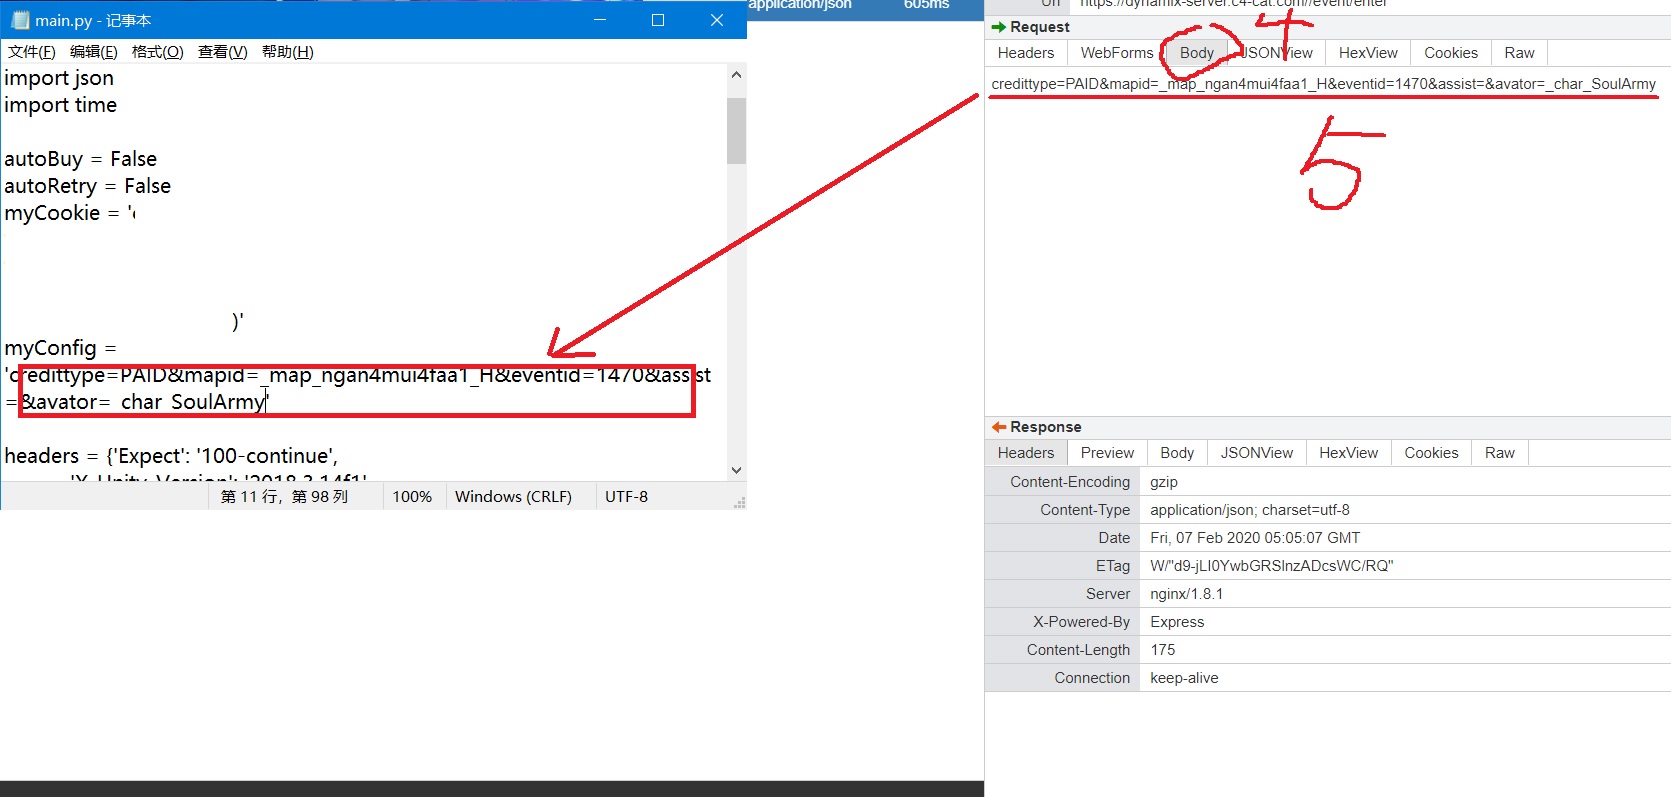 main.py - 记事本
文件(F) 编辑(E) 格式(O) 查看(V) 帮助(H)
import json
import time
autoBuy = False
autoRetry = False
myCookie = '
)'
myConfig =
'credittype=PAID&mapid=_map_ngan4mui4faa1_H&eventid=1470&assist
=&avator=_char_SoulArmy'
headers = {'Expect': '100-continue',
'X-Unity-Version': '2018.3.14f1'
第 11 行，第 98 列 100% Windows (CRLF) UTF-8
application/json 605ms
Url https://dynamix-server.c4-cat.com//event/enter
Request
4
Headers WebForms Body JSONView HexView Cookies Raw
credittype=PAID&mapid=_map_ngan4mui4faa1_H&eventid=1470&assist=&avator=_char_SoulArmy
5
Response
Headers Preview Body JSONView HexView Cookies Raw
Content-Encoding gzip
Content-Type application/json; charset=utf-8
Date Fri, 07 Feb 2020 05:05:07 GMT
ETag W/"d9-jLI0YwbGRSlnzADcsWC/RQ"
Server nginx/1.8.1
X-Powered-By Express
Content-Length 175
Connection keep-alive